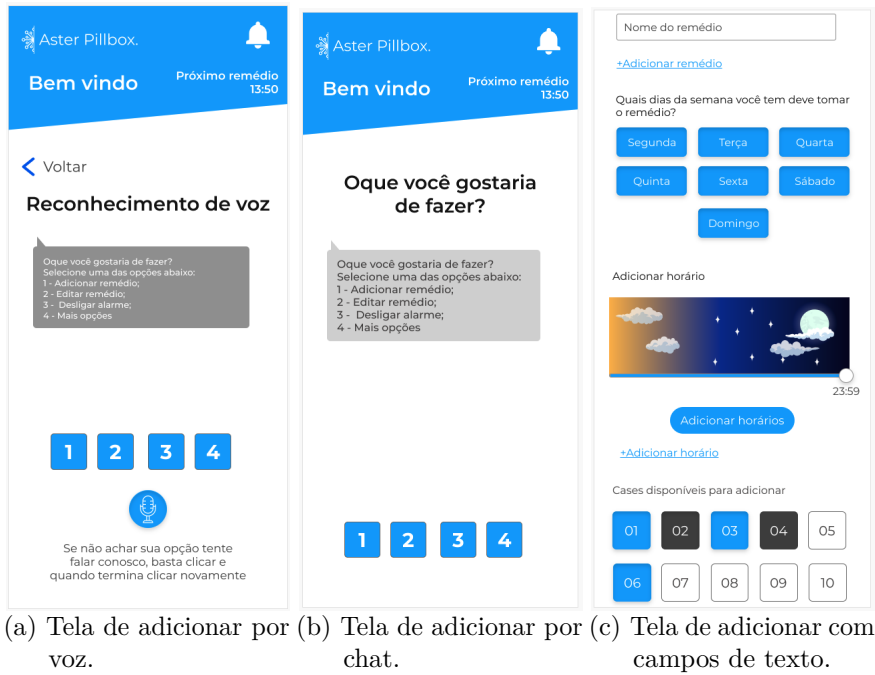 Aster Pillbox.
Bem vindo
Próximo remédio
13:50
Voltar
Reconhecimento de voz
Oque você gostaria de fazer?
Selecione uma das opções abaixo:
1 - Adicionar remédio;
2 - Editar remédio;
3 -  Desligar alarme;
4 - Mais opções
1 2 3 4
Se não achar sua opção tente
falar conosco, basta clicar e
quando termina clicar novamente
(a) Tela de adicionar por
voz.
Aster Pillbox.
Bem vindo
Próximo remédio
13:50
Oque você gostaria
de fazer?
Oque você gostaria de fazer?
Selecione uma das opções abaixo:
1 - Adicionar remédio;
2 - Editar remédio;
3 -  Desligar alarme;
4 - Mais opções
1 2 3 4
(b) Tela de adicionar por
chat.
Nome do remédio
+Adicionar remédio
Quais dias da semana você tem deve tomar
o remédio?
Segunda Terça Quarta
Quinta Sexta Sábado
Domingo
Adicionar horário
23:59
Adicionar horários
+Adicionar horário
Cases disponíveis para adicionar
01 02 03 04 05
06 07 08 09 10
(c) Tela de adicionar com
campos de texto.